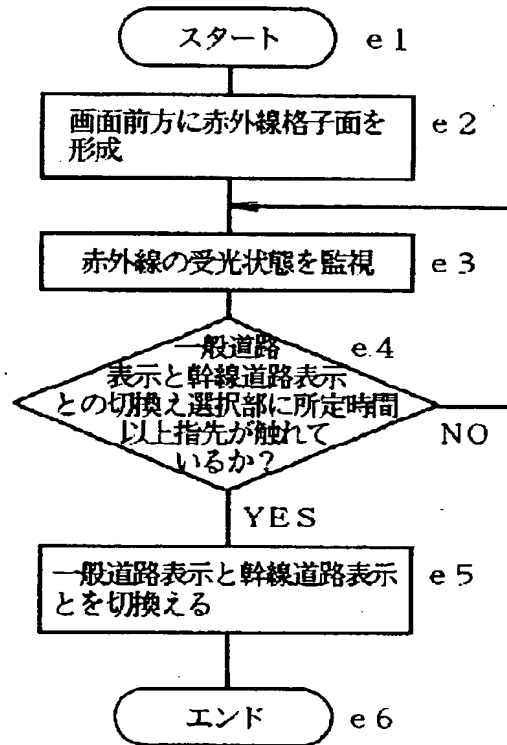 スタート e1
画面前方に赤外線格子面を e2
形成
赤外線の受光状態を監視 e3
一般道路 e4
表示と幹線道路表示
との切換え選択部に所定時間
以上指先が触れて
いるか?
NO
YES
一般道路表示と幹線道路表示 e5
とを切換える
エンド e6